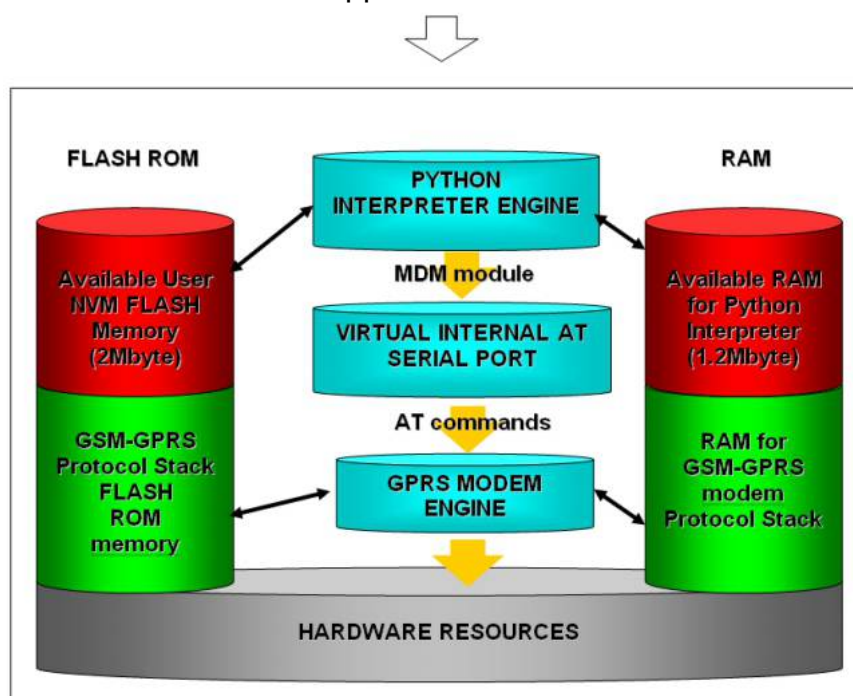 FLASH ROM
RAM
PYTHON
INTERPRETER ENGINE
MDM module
VIRTUAL INTERNAL AT
SERIAL PORT
AT commands
GPRS MODEM
ENGINE
Available User
NVM FLASH
Memory
(2Mbyte)
GSM-GPRS
Protocol Stack
FLASH
ROM
memory
Available RAM
for Python
Interpreter
(1.2Mbyte)
RAM for
GSM-GPRS
modem
Protocol Stack
HARDWARE RESOURCES